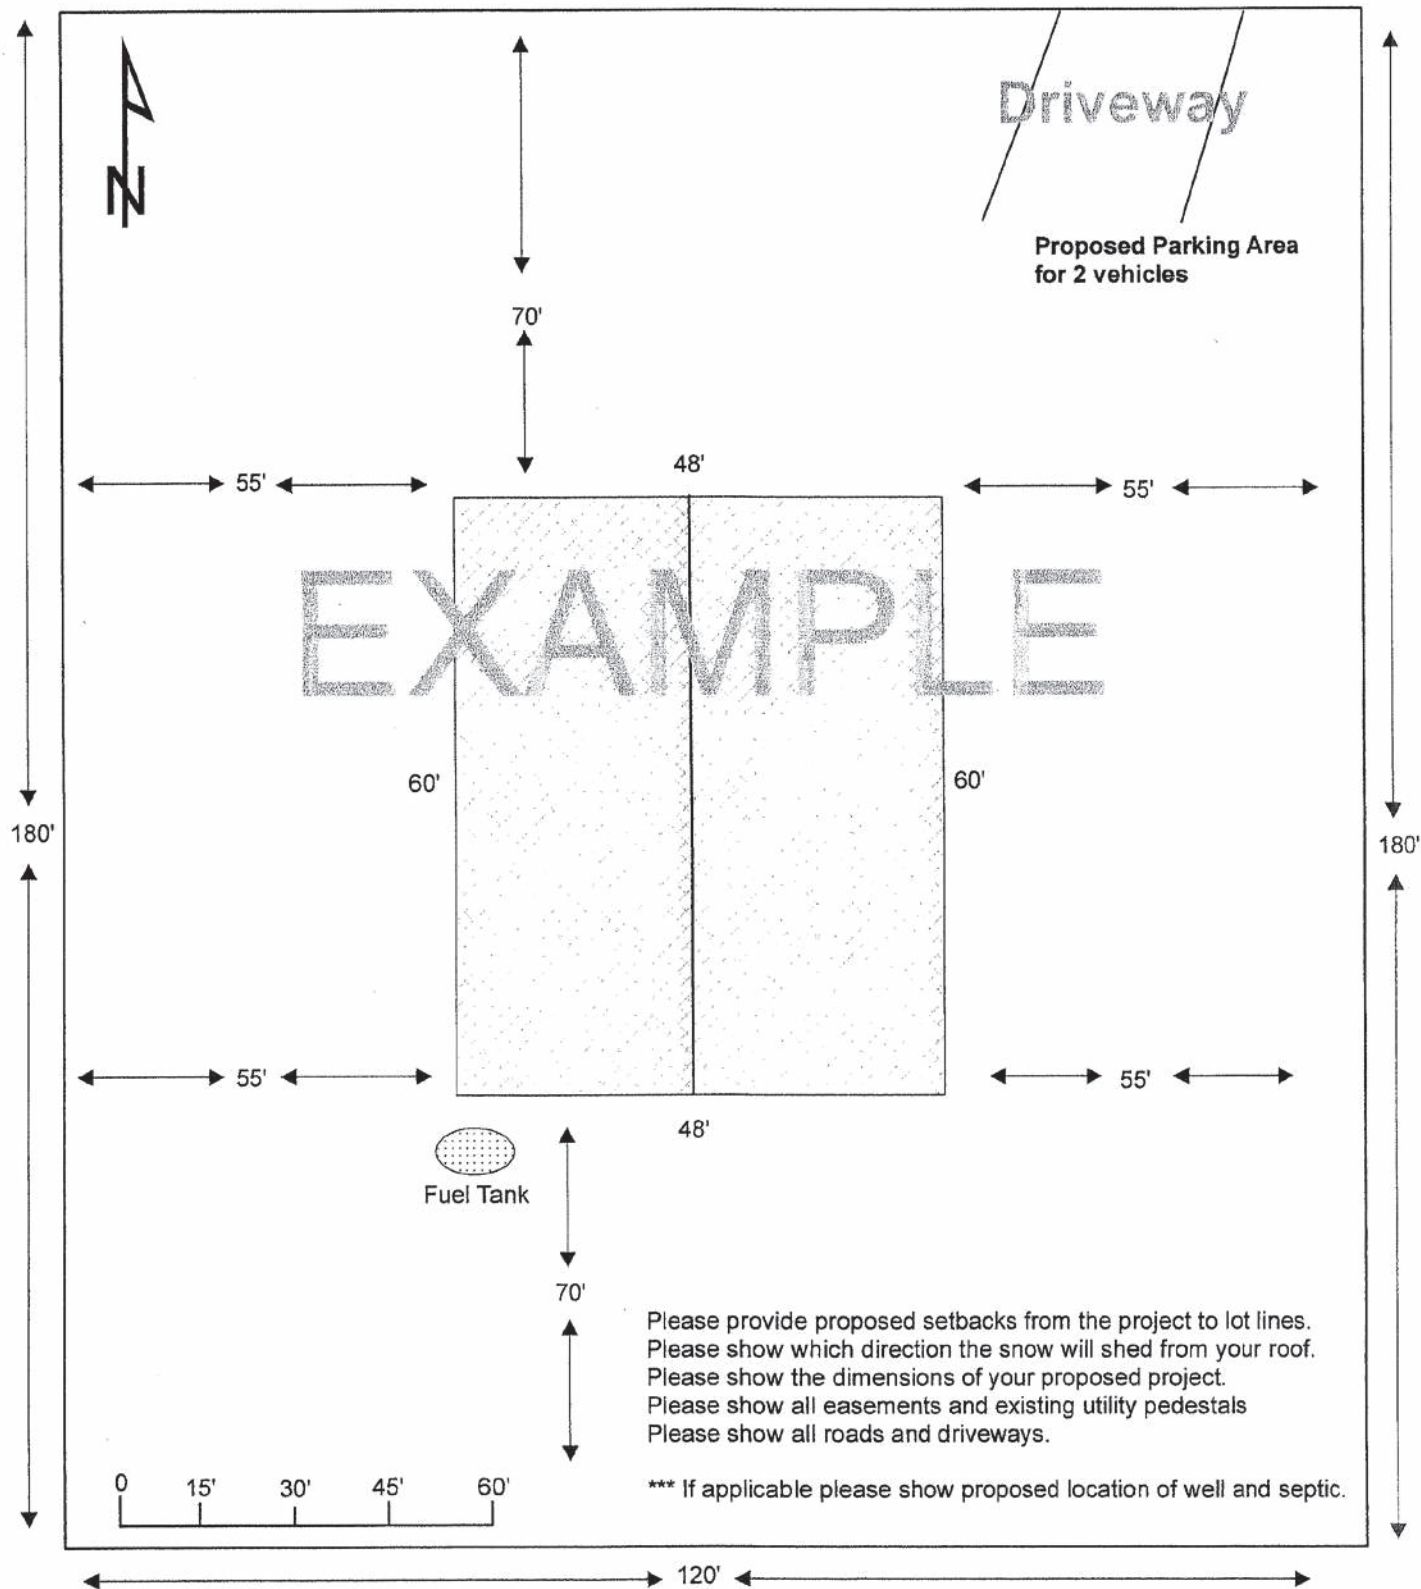 Driveway
N
Proposed Parking Area
for 2 vehicles
70'
48'
55'
55'
EXAMPLE
60'
60'
180'
180'
55'
55'
48'
Fuel Tank
70'
Please provide proposed setbacks from the project to lot lines.
Please show which direction the snow will shed from your roof.
Please show the dimensions of your proposed project.
Please show all easements and existing utility pedestals
Please show all roads and driveways.
0 15' 30' 45' 60'
*** If applicable please show proposed location of well and septic.
120'